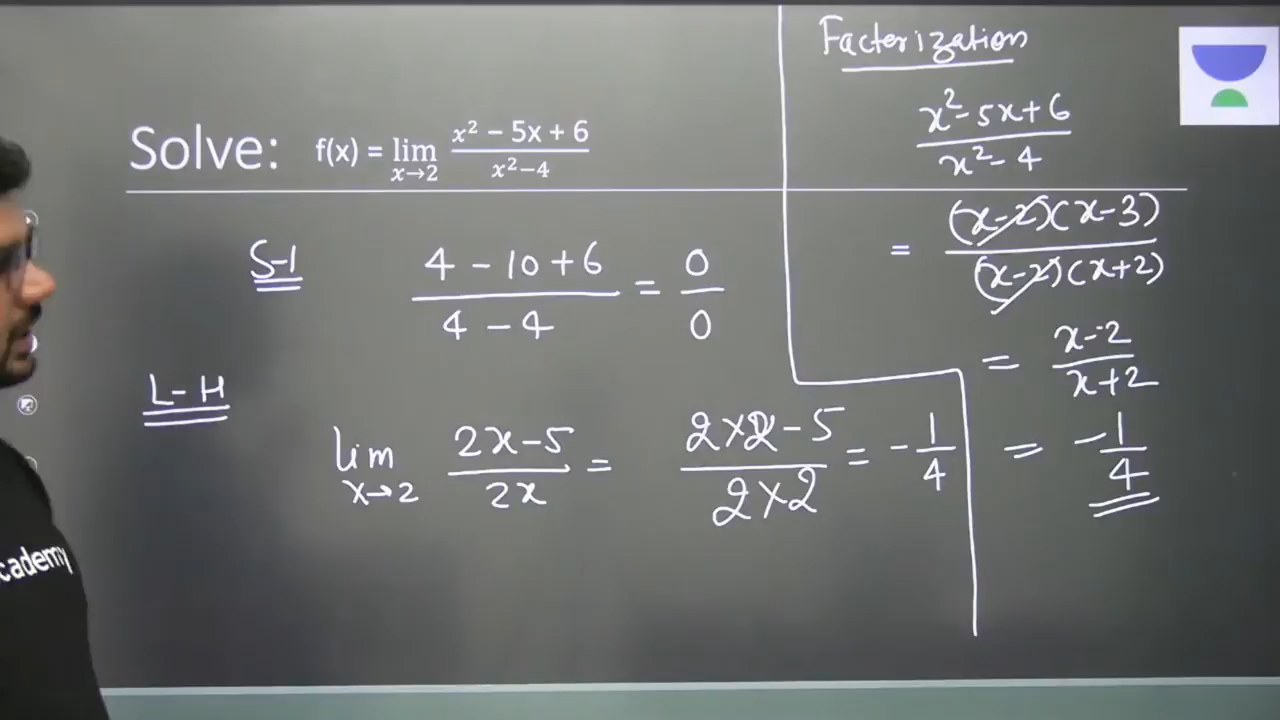 Solve: f(x) = lim x→2 x² − 5x + 6 / x²−4
S-1 4 - 10 + 6 / 4 - 4 = 0 / 0
L-H
lim x→2 2x-5 / 2x = 2×2-5 / 2×2 = -1/4
Factorization
x²-5x+6 / x²-4
= (x-2)(x-3) / (x-2)(x+2)
= x-2 / x+2
= -1/4
cademy